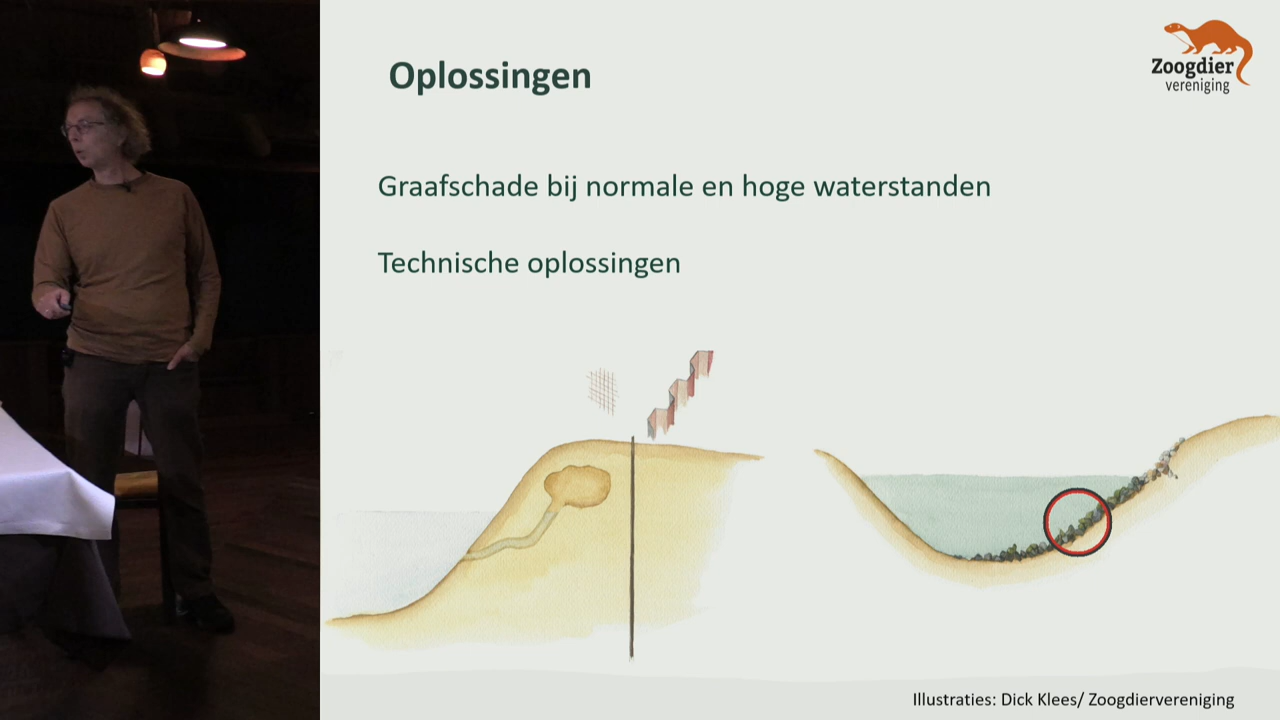 Oplossingen
Zoogdier
vereniging
Graafschade bij normale en hoge waterstanden
Technische oplossingen
Illustraties: Dick Klees/ Zoogdiervereniging